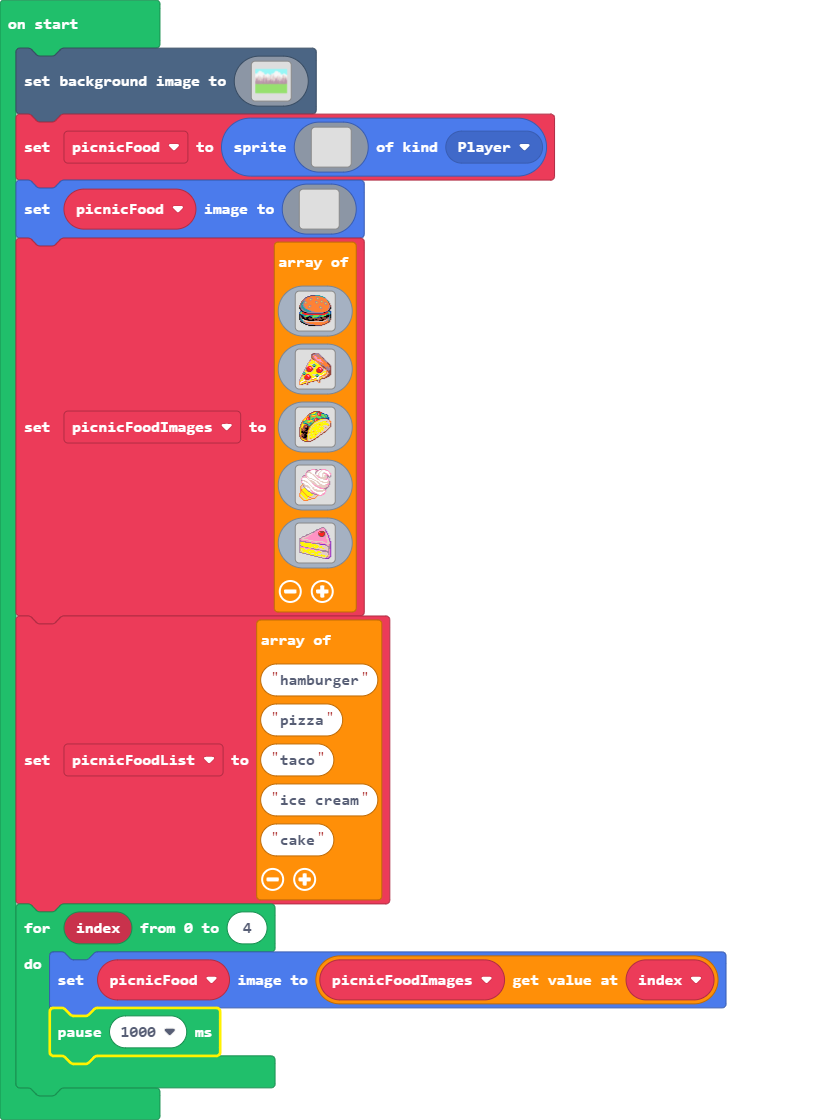 on start
set background image to
set picnicFood to sprite of kind Player
set picnicFood image to
array of
set picnicFoodImages to
array of
"hamburger"
"pizza"
set picnicFoodList to "taco"
"ice cream"
"cake"
for index from 0 to 4
do
set picnicFood image to picnicFoodImages get value at index
pause 1000 ms